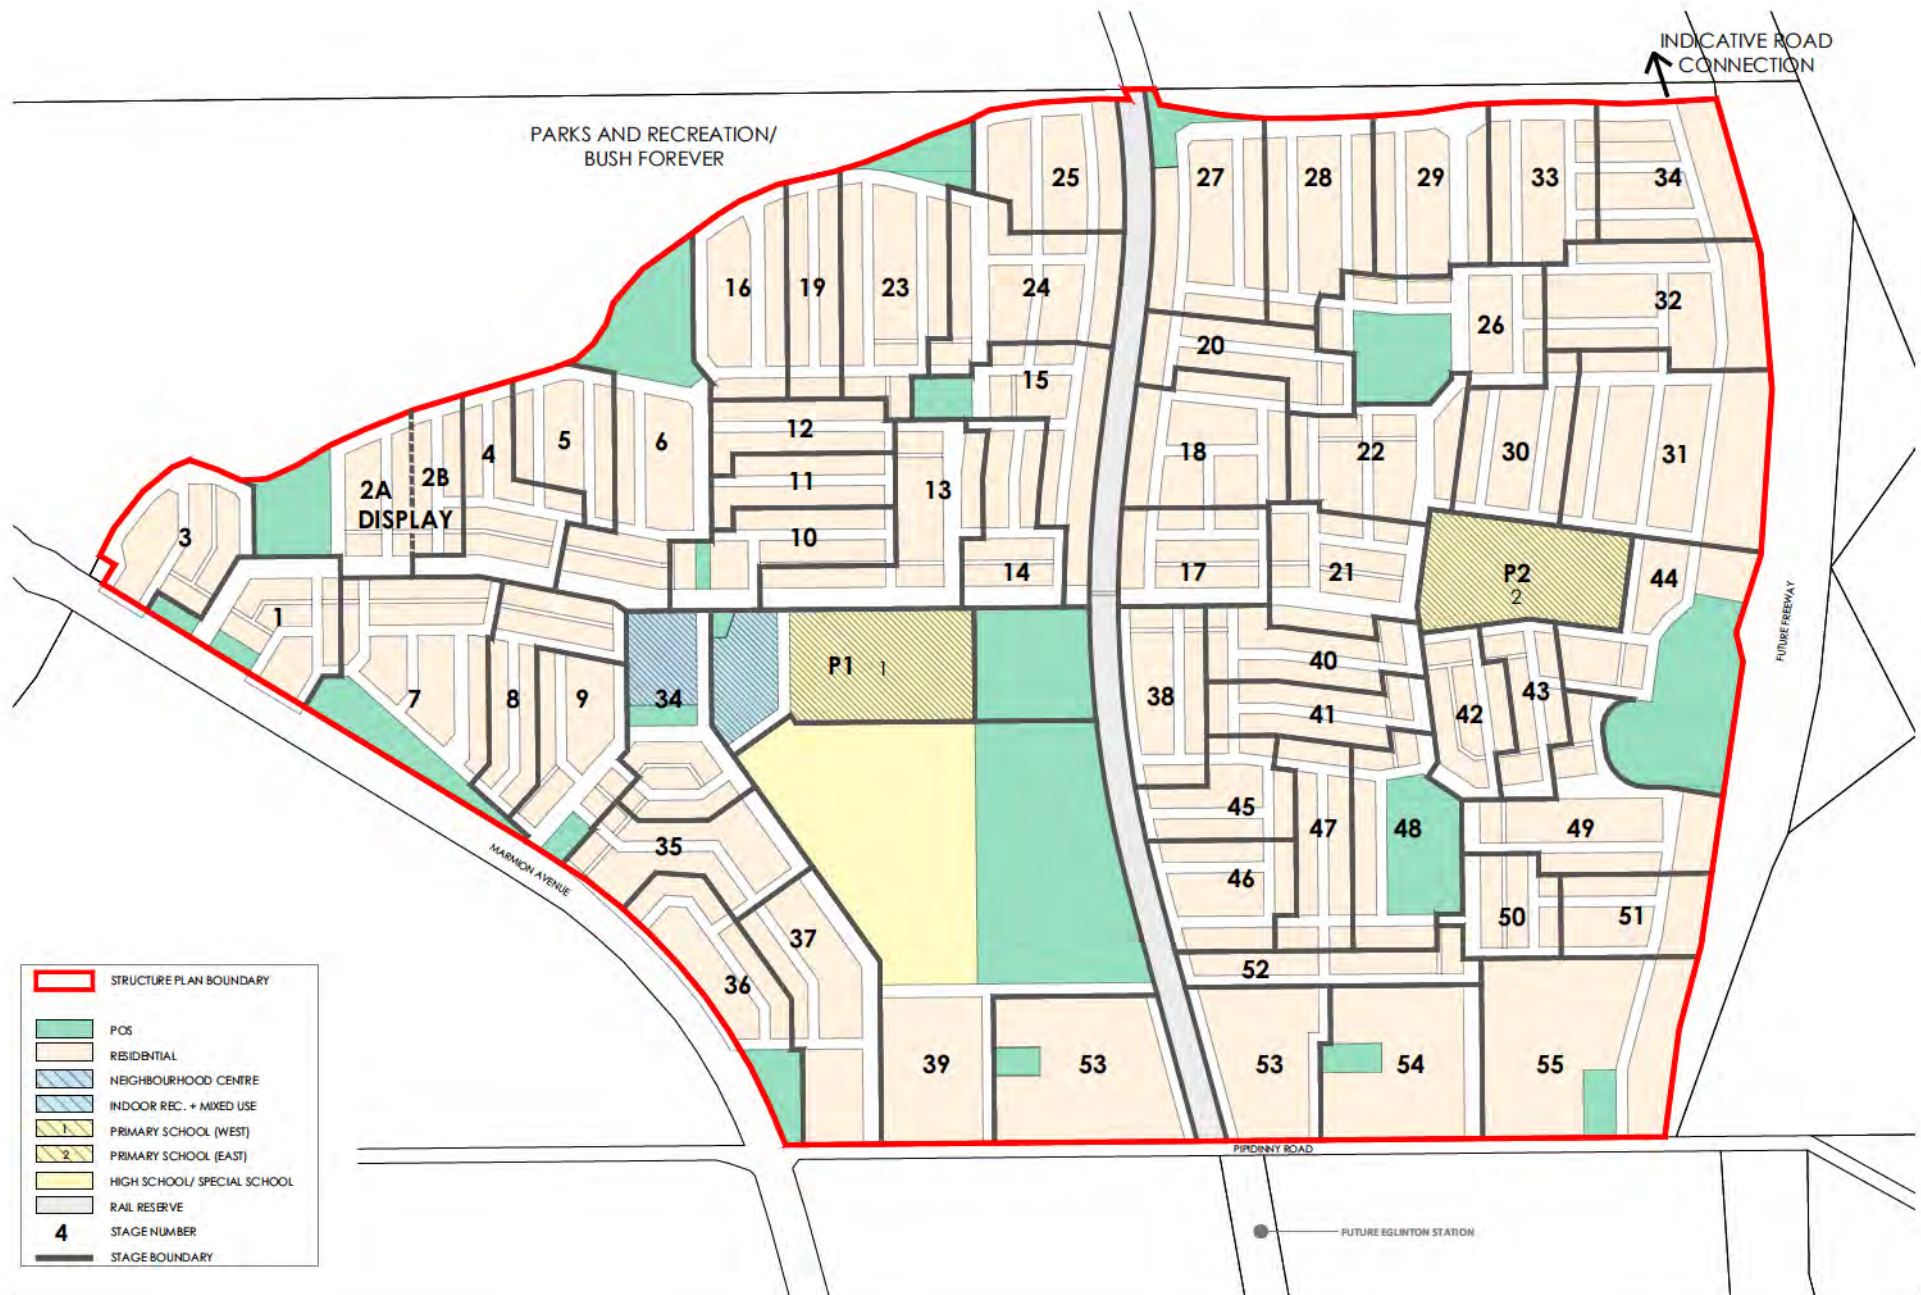 INDICATIVE ROAD
CONNECTION
PARKS AND RECREATION/
BUSH FOREVER
25
27
28
29
33
34
16
19
23
24
32
26
20
15
12
4
5
6
2B
2A
DISPLAY
11
13
18
22
30
31
3
10
14
17
21
P2
2
44
1
7
8
9
34
P1
1
38
40
41
42
43
35
45
47
48
49
46
50
51
37
36
52
39
53
53
54
55
MARMION AVENUE
FUTURE FREEWAY
PIPIDINNY ROAD
FUTURE EGLINTON STATION
STRUCTURE PLAN BOUNDARY
POS
RESIDENTIAL
NEIGHBOURHOOD CENTRE
INDOOR REC. + MIXED USE
1 PRIMARY SCHOOL (WEST)
2 PRIMARY SCHOOL (EAST)
HIGH SCHOOL/ SPECIAL SCHOOL
RAIL RESERVE
4 STAGE NUMBER
STAGE BOUNDARY